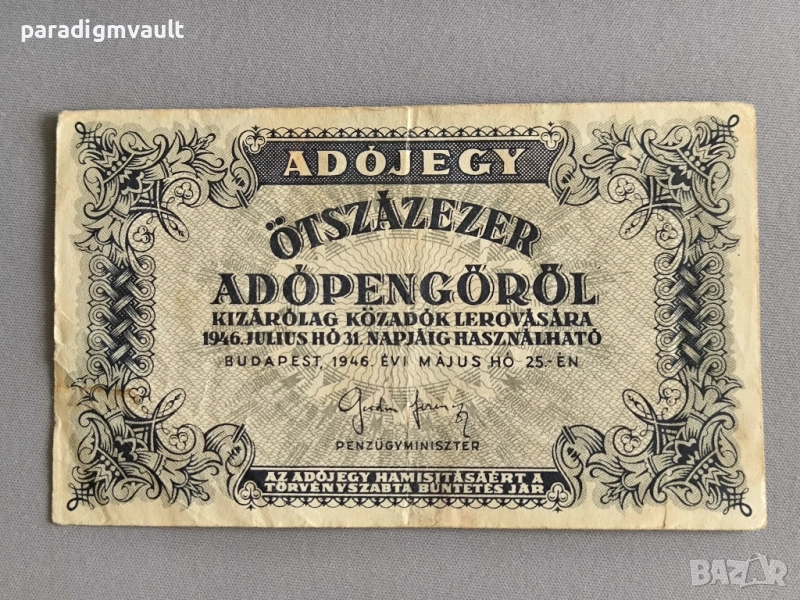 paradigmvault
ADÓJEGY
ÖTSZÁZEZER
ADÓPENGŐRŐL
KIZÁRÓLAG KÖZADÓK LEROVÁSÁRA
1946. JULIUS HÓ 31. NAPJÁIG HASZNÁLHATÓ
BUDAPEST, 1946. ÉVI MÁJUS HÓ 25.-ÉN
PÉNZÜGYMINISZTER
AZ ADÓJEGY HAMISITÁSÁÉRT A
TÖRVÉNYSZABTA BÜNTETÉS JÁR
BAZAR